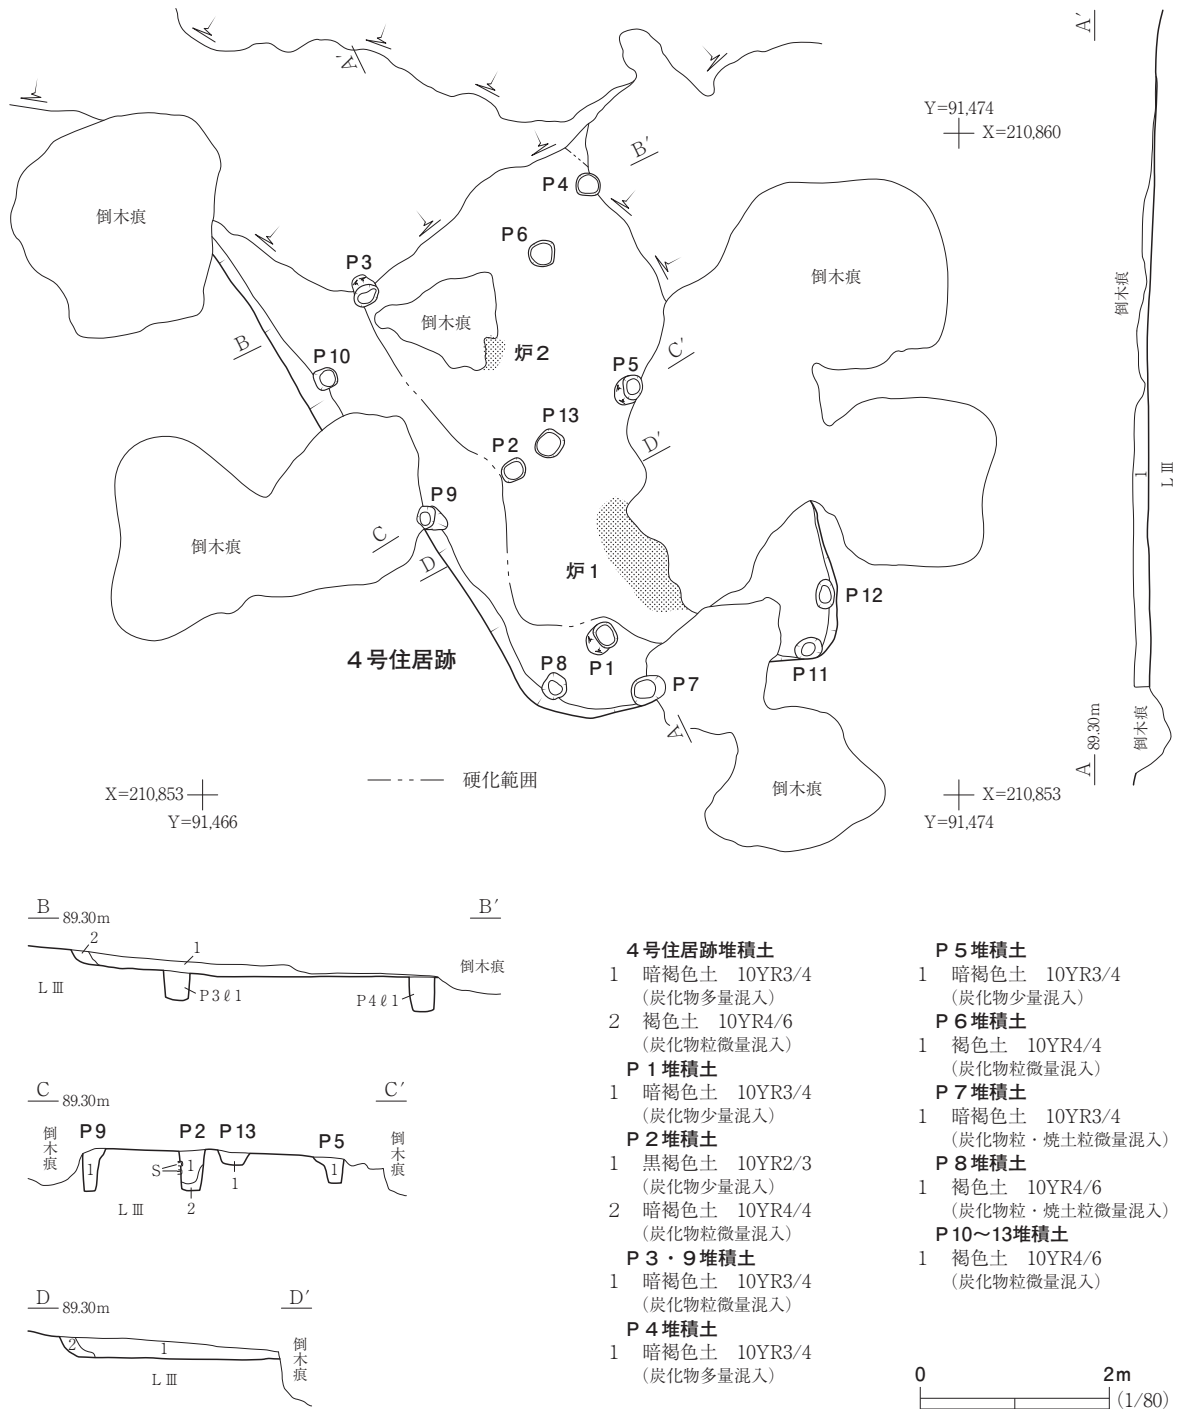 A′
A′
Y=91,474
X=210,860
B′
P4
倒木痕
P6
倒木痕
倒木痕
P3
倒木痕
B
炉2
C′
P10
P5
P13
D′
P2
P9
1
LⅢ
C
倒木痕
D
炉1
P12
4号住居跡
P8
P1
P7
P11
A
倒木痕
89.30m
A
硬化範囲
倒木痕
X=210,853
Y=91,466
X=210,853
Y=91,474
B 89.30m B′
2
1
倒木痕
LⅢ
P3ℓ1
P4ℓ1
C 89.30m C′
倒木痕
P9 P2 P13 P5
倒木痕
1
S
1
1
1
LⅢ
2
D 89.30m D′
2
1
倒木痕
LⅢ
4号住居跡堆積土
1 暗褐色土 10YR3/4
(炭化物多量混入)
2 褐色土 10YR4/6
(炭化物粒微量混入)
P1堆積土
1 暗褐色土 10YR3/4
(炭化物少量混入)
P2堆積土
1 黒褐色土 10YR2/3
(炭化物少量混入)
2 暗褐色土 10YR4/4
(炭化物粒微量混入)
P3・9堆積土
1 暗褐色土 10YR3/4
(炭化物粒微量混入)
P4堆積土
1 暗褐色土 10YR3/4
(炭化物多量混入)
P5堆積土
1 暗褐色土 10YR3/4
(炭化物少量混入)
P6堆積土
1 褐色土 10YR4/4
(炭化物粒微量混入)
P7堆積土
1 暗褐色土 10YR3/4
(炭化物粒・焼土粒微量混入)
P8堆積土
1 褐色土 10YR4/6
(炭化物粒・焼土粒微量混入)
P10〜13堆積土
1 褐色土 10YR4/6
(炭化物粒微量混入)
0 2m
(1/80)